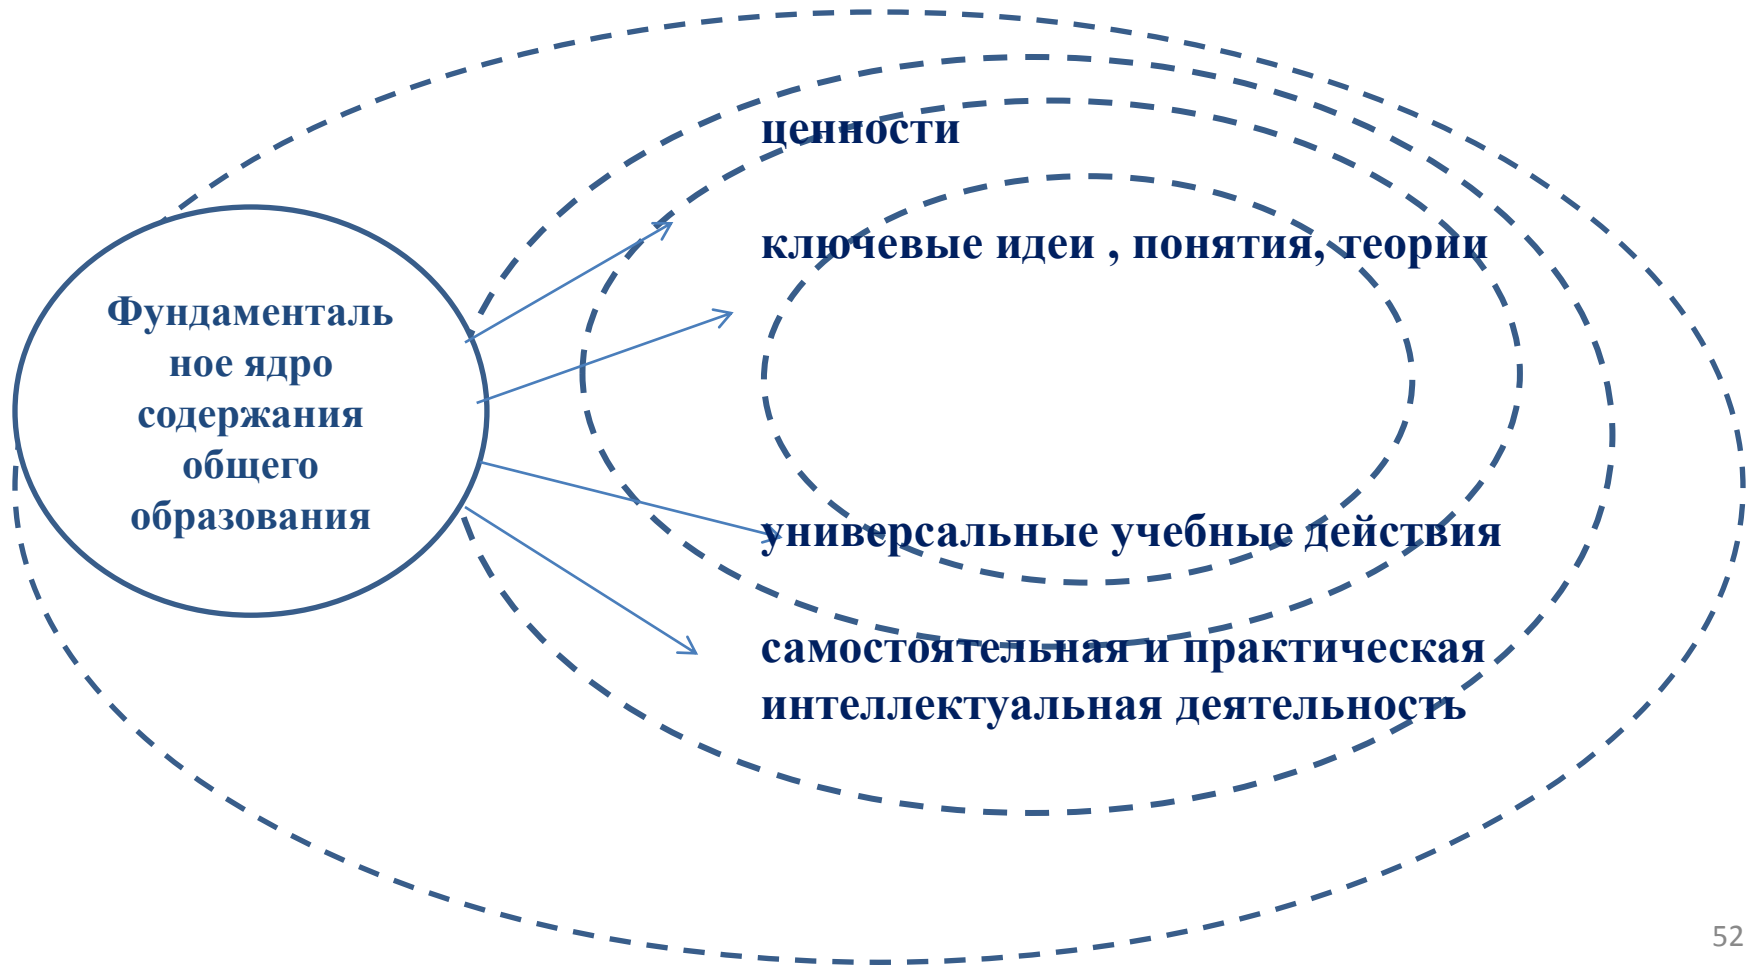 ценности
ключевые идеи , понятия, теории
Фундаменталь
ное ядро
содержания
общего
образования
универсальные учебные действия
самостоятельная и практическая
интеллектуальная деятельность
52